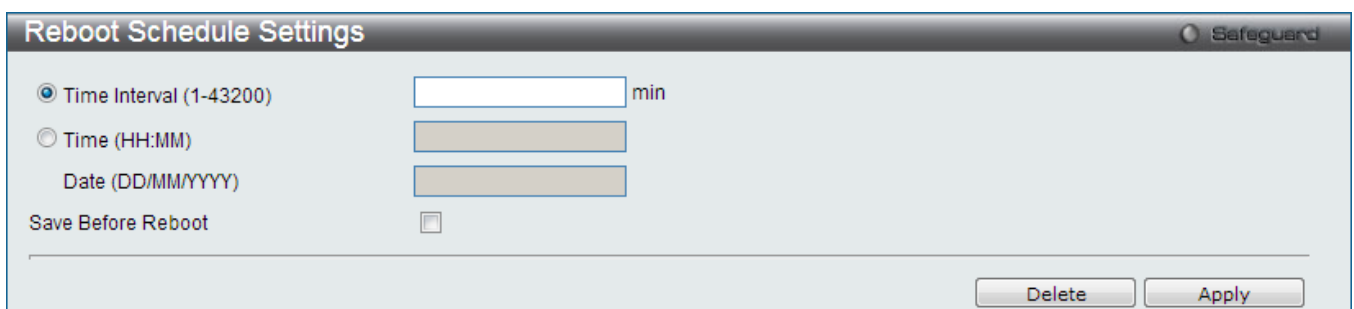 Reboot Schedule Settings
Safeguard
Time Interval (1-43200) min
Time (HH:MM)
Date (DD/MM/YYYY)
Save Before Reboot
Delete Apply